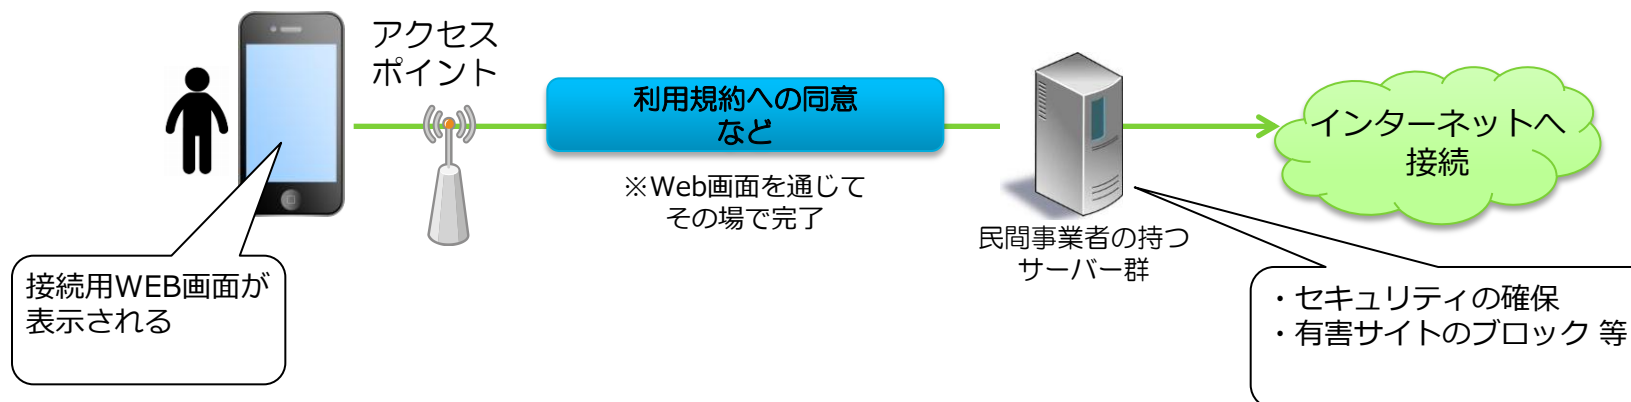 アクセス
ポイント
利用規約への同意
など
※Web画面を通じて
その場で完了
接続用WEB画面が
表示される
民間事業者の持つ
サーバー群
インターネットへ
接続
・セキュリティの確保
・有害サイトのブロック 等